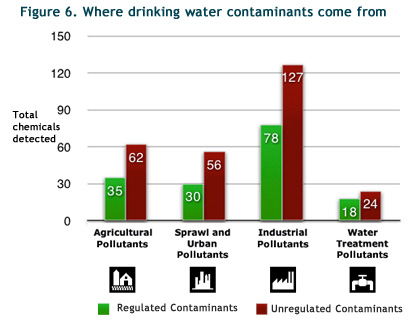 Figure 6. Where drinking water contaminants come from
150
120
90
60
30
0
Total
chemicals
detected
35
62
30
56
78
127
18
24
Agricultural
Pollutants
Sprawl and
Urban
Pollutants
Industrial
Pollutants
Water
Treatment
Pollutants
Regulated Contaminants
Unregulated Contaminants